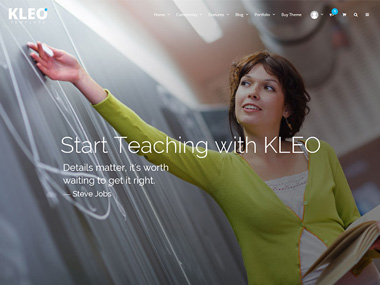 KLEO
TEMPLATE
Home
Community
Features
Blog
Portfolio
Buy Theme
Start Teaching with KLEO
Details matter, it's worth
waiting to get it right.
— Steve Jobs